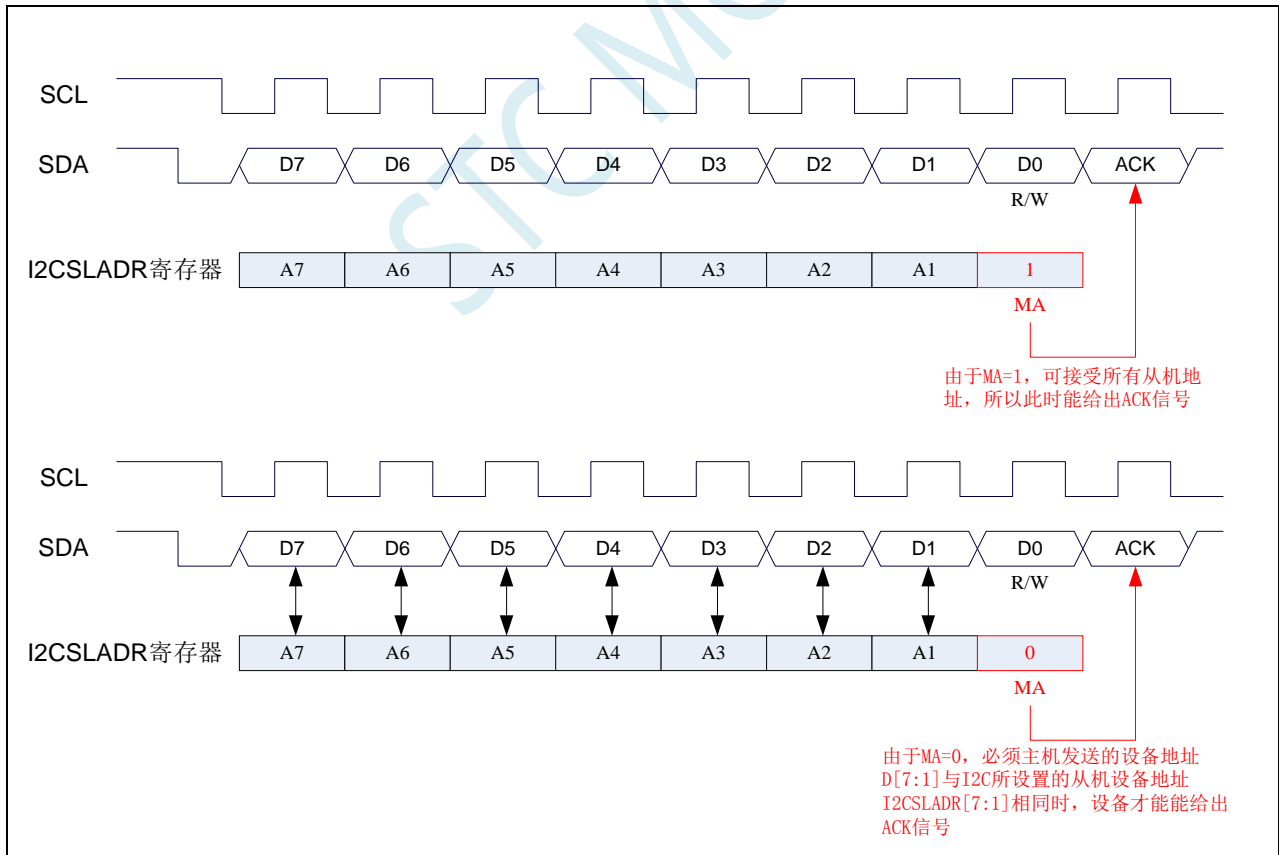 STC MC
SCL
SDA D7 D6 D5 D4 D3 D2 D1 D0 ACK
R/W
I2CSLADR寄存器 A7 A6 A5 A4 A3 A2 A1 1
MA
由于MA=1，可接受所有从机地
址，所以此时能给出ACK信号
SCL
SDA D7 D6 D5 D4 D3 D2 D1 D0 ACK
R/W
I2CSLADR寄存器 A7 A6 A5 A4 A3 A2 A1 0
MA
由于MA=0，必须主机发送的设备地址
D[7:1]与I2C所设置的从机设备地址
I2CSLADR[7:1]相同时，设备才能能给出
ACK信号